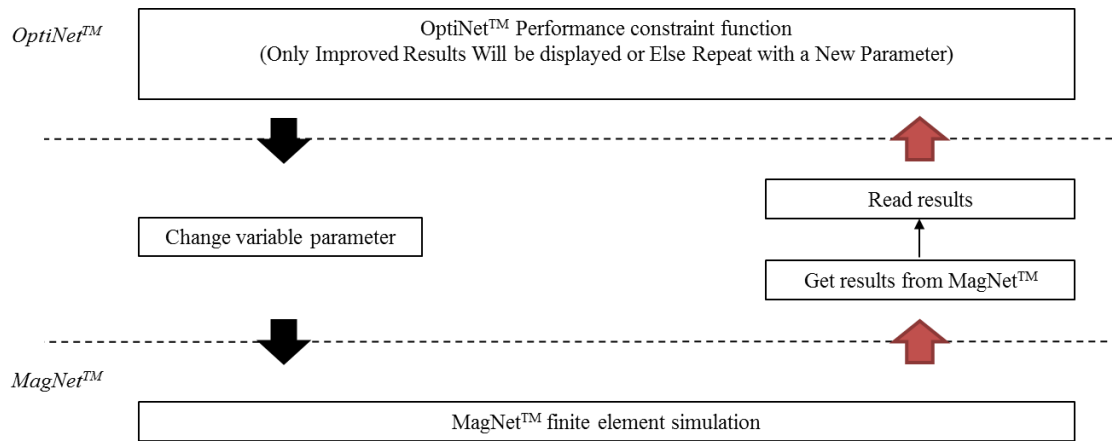 OptiNet™
OptiNet™ Performance constraint function
(Only Improved Results Will be displayed or Else Repeat with a New Parameter)
Read results
Change variable parameter
Get results from MagNet™
MagNet™
MagNet™ finite element simulation